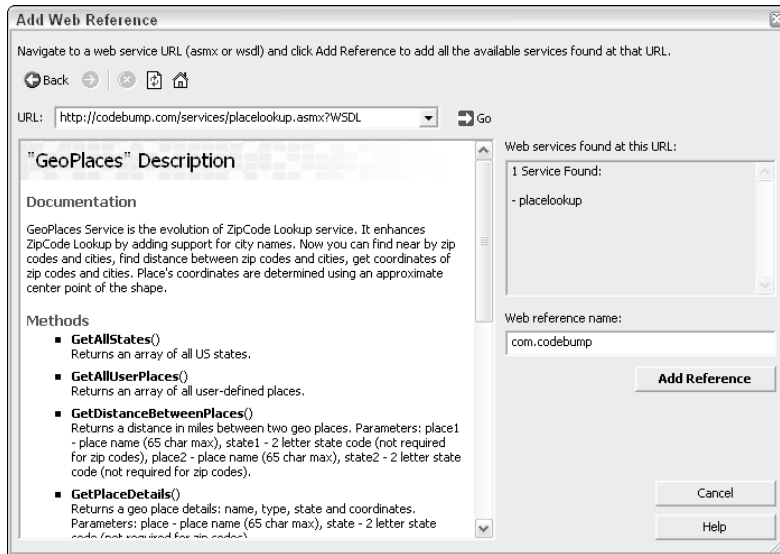 Add Web Reference
Navigate to a web service URL (asmx or wsdl) and click Add Reference to add all the available services found at that URL.
Back
URL: http://codebump.com/services/placelookup.asmx?WSDL Go
"GeoPlaces" Description
Documentation
GeoPlaces Service is the evolution of ZipCode Lookup service. It enhances
ZipCode Lookup by adding support for city names. Now you can find near by zip
codes and cities, find distance between zip codes and cities, get coordinates of
zip codes and cities. Place's coordinates are determined using an approximate
center point of the shape.
Methods
GetAllStates()
Returns an array of all US states.
GetAllUserPlaces()
Returns an array of all user-defined places.
GetDistanceBetweenPlaces()
Returns a distance in miles between two geo places. Parameters: place1
- place name (65 char max), state1 - 2 letter state code (not required
for zip codes), place2 - place name (65 char max), state2 - 2 letter state
code (not required for zip codes).
GetPlaceDetails()
Returns a geo place details: name, type, state and coordinates.
Parameters: place - place name (65 char max), state - 2 letter state
code (not required for zip codes)
Web services found at this URL:
1 Service Found:
- placelookup
Web reference name:
com.codebump
Add Reference
Cancel
Help